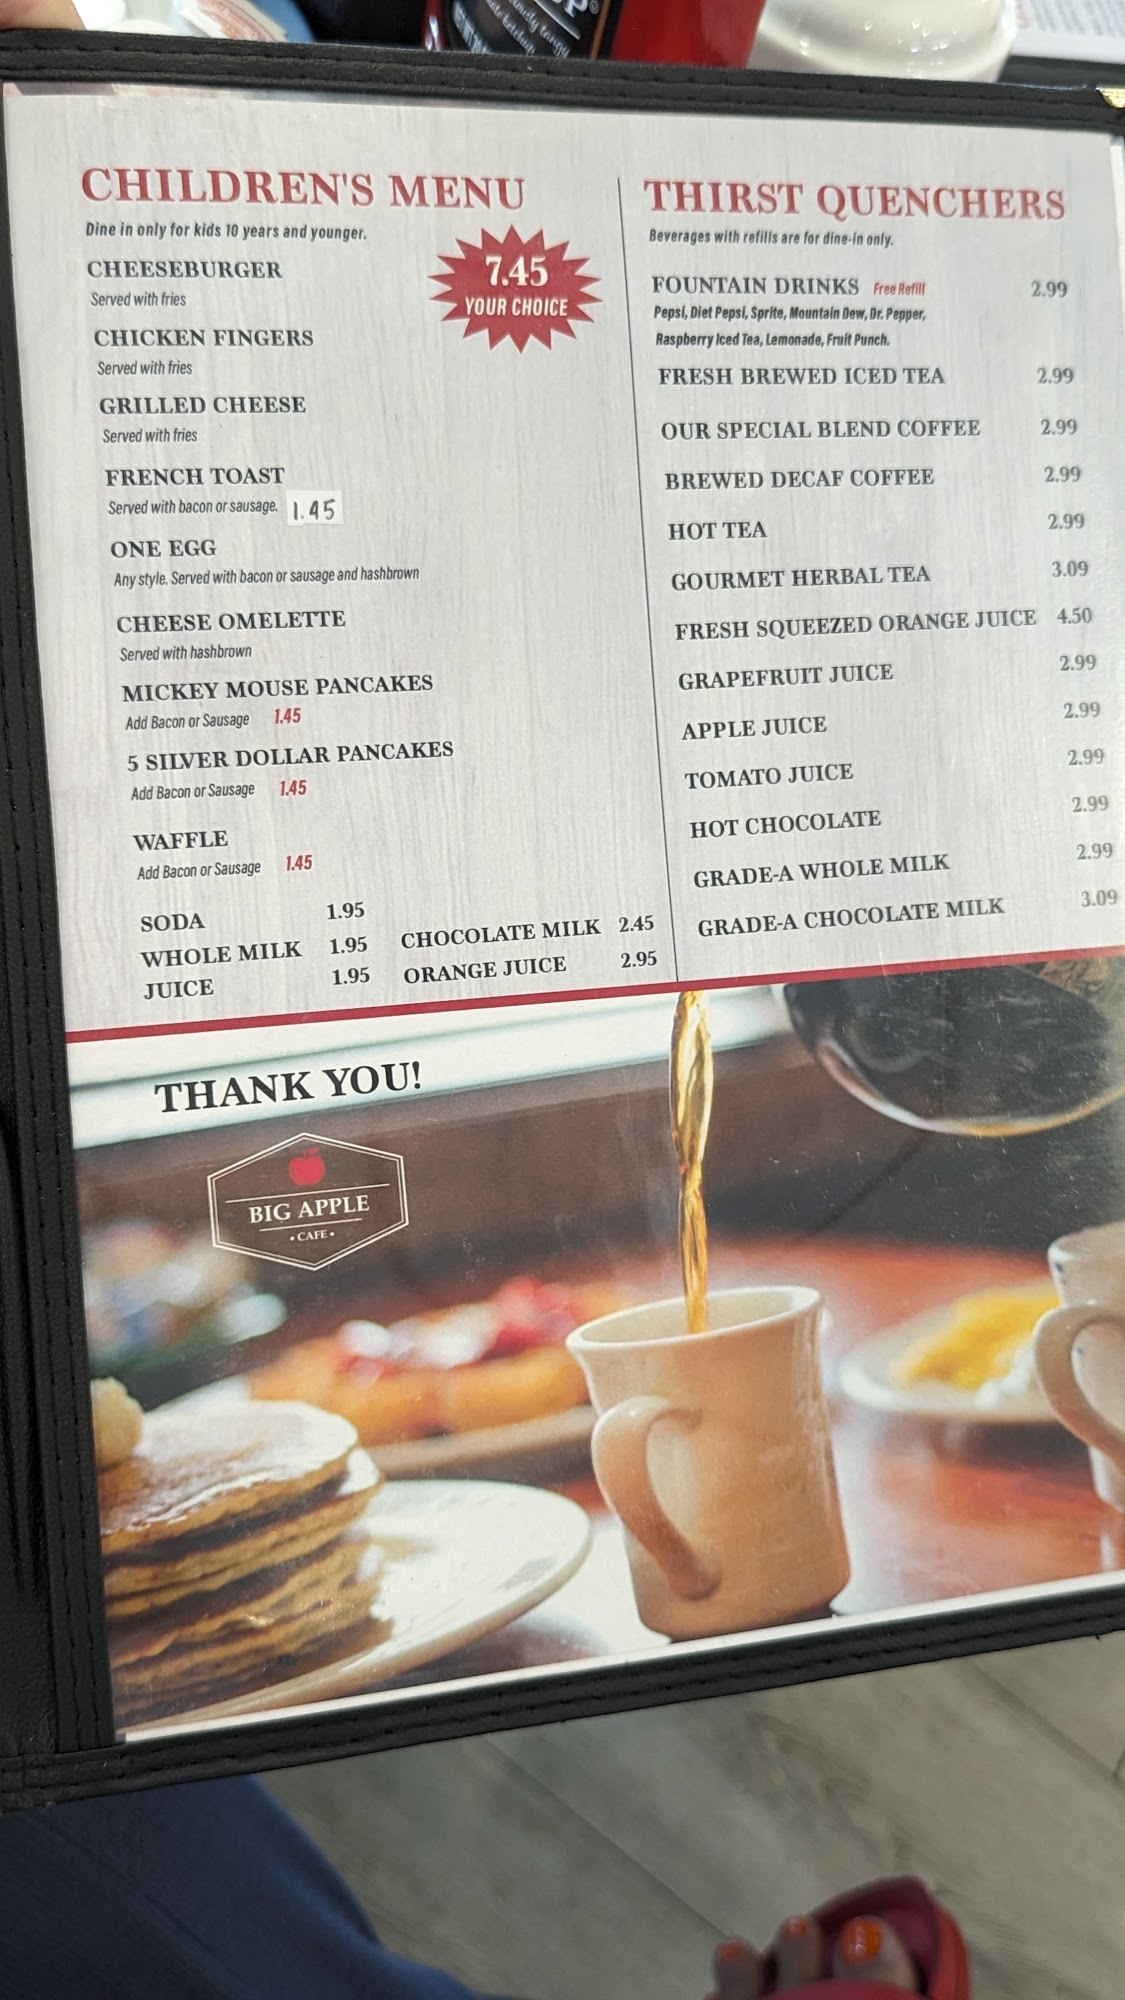 CHILDREN'S MENU
Dine in only for kids 10 years and younger.
7.45
YOUR CHOICE
CHEESEBURGER
Served with fries
CHICKEN FINGERS
Served with fries
GRILLED CHEESE
Served with fries
FRENCH TOAST
Served with bacon or sausage. 1.45
ONE EGG
Any style. Served with bacon or sausage and hashbrown
CHEESE OMELETTE
Served with hashbrown
MICKEY MOUSE PANCAKES
Add Bacon or Sausage 1.45
5 SILVER DOLLAR PANCAKES
Add Bacon or Sausage 1.45
WAFFLE
Add Bacon or Sausage 1.45
SODA 1.95
WHOLE MILK 1.95 CHOCOLATE MILK 2.45
JUICE 1.95 ORANGE JUICE 2.95
THIRST QUENCHERS
Beverages with refills are for dine-in only.
FOUNTAIN DRINKS Free Refill 2.99
Pepsi, Diet Pepsi, Sprite, Mountain Dew, Dr. Pepper,
Raspberry Iced Tea, Lemonade, Fruit Punch.
FRESH BREWED ICED TEA 2.99
OUR SPECIAL BLEND COFFEE 2.99
BREWED DECAF COFFEE 2.99
HOT TEA 2.99
GOURMET HERBAL TEA 3.09
FRESH SQUEEZED ORANGE JUICE 4.50
GRAPEFRUIT JUICE 2.99
APPLE JUICE 2.99
TOMATO JUICE 2.99
HOT CHOCOLATE 2.99
GRADE-A WHOLE MILK 2.99
GRADE-A CHOCOLATE MILK 3.09
THANK YOU!
BIG APPLE
• CAFE •